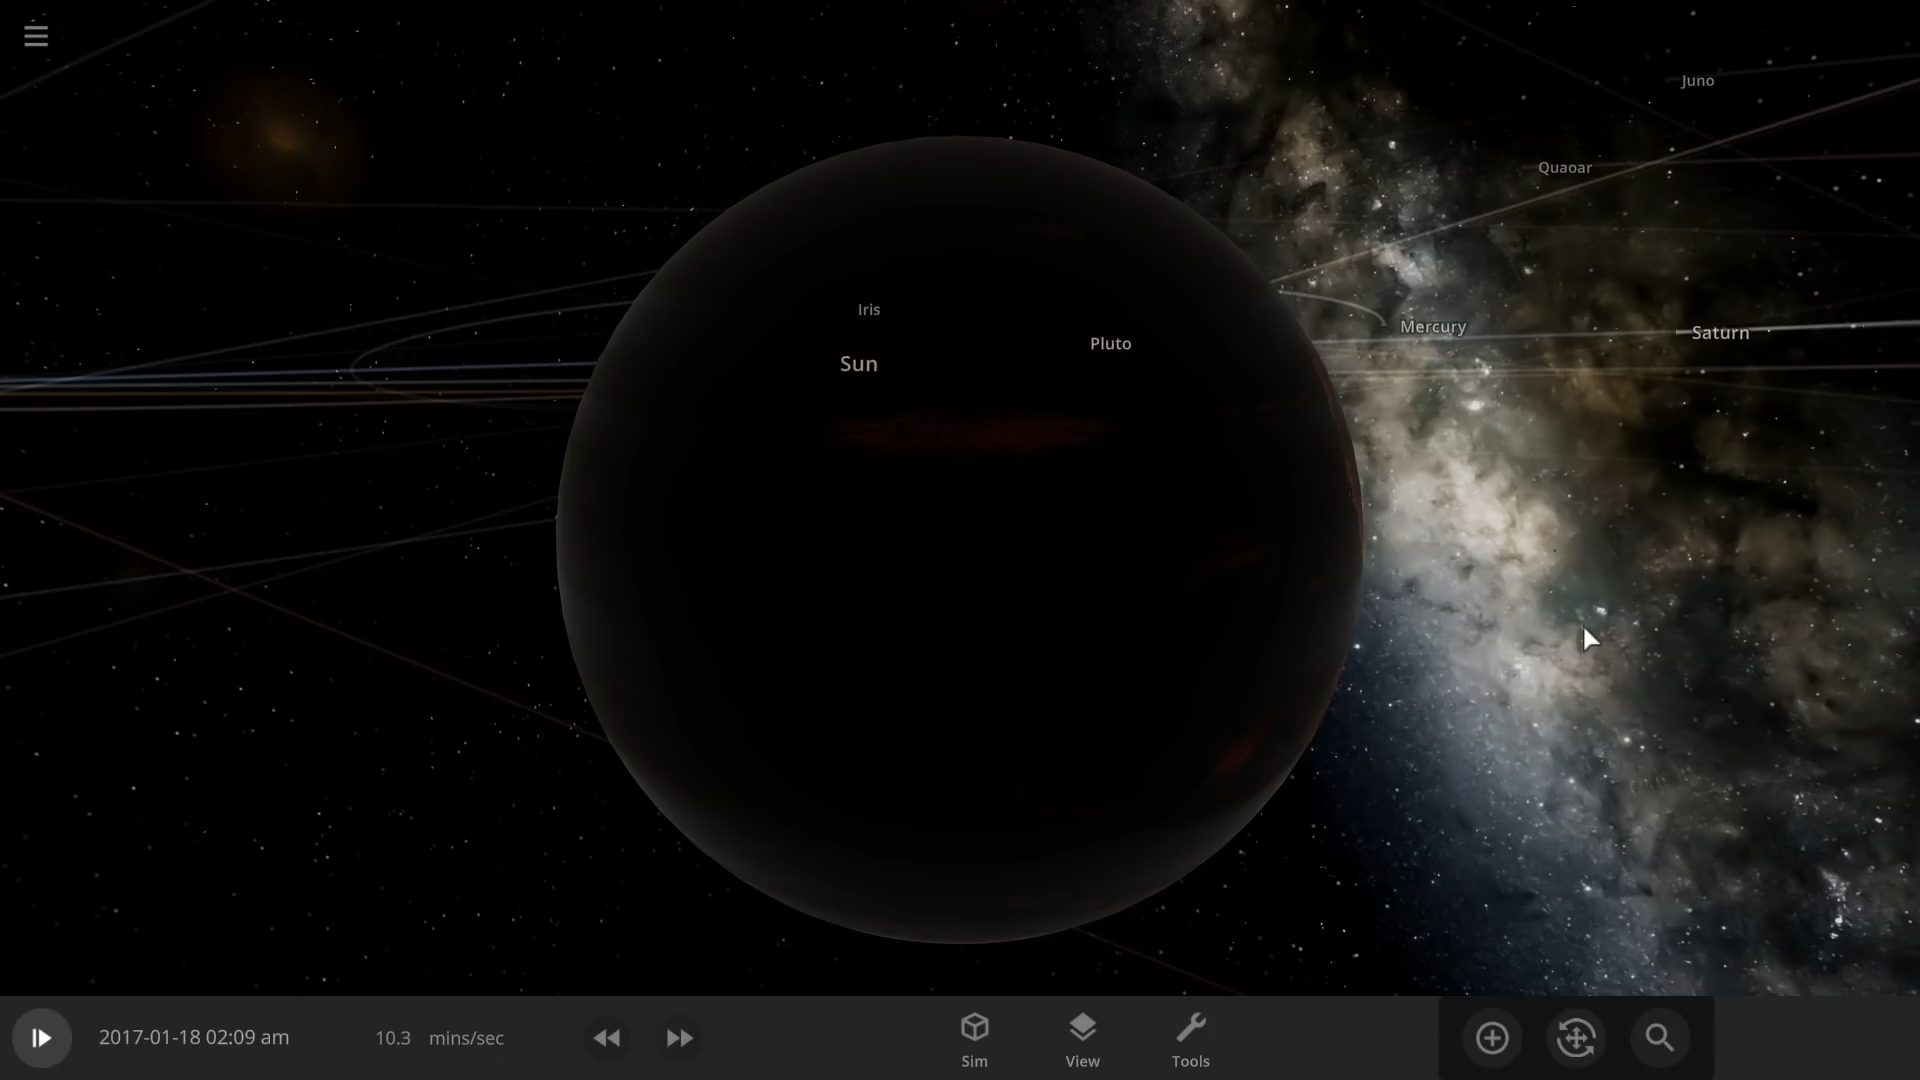 Juno
Quaoar
Iris
Mercury
Saturn
Pluto
Sun
2017-01-18 02:09 am
10.3 mins/sec
Sim
View
Tools